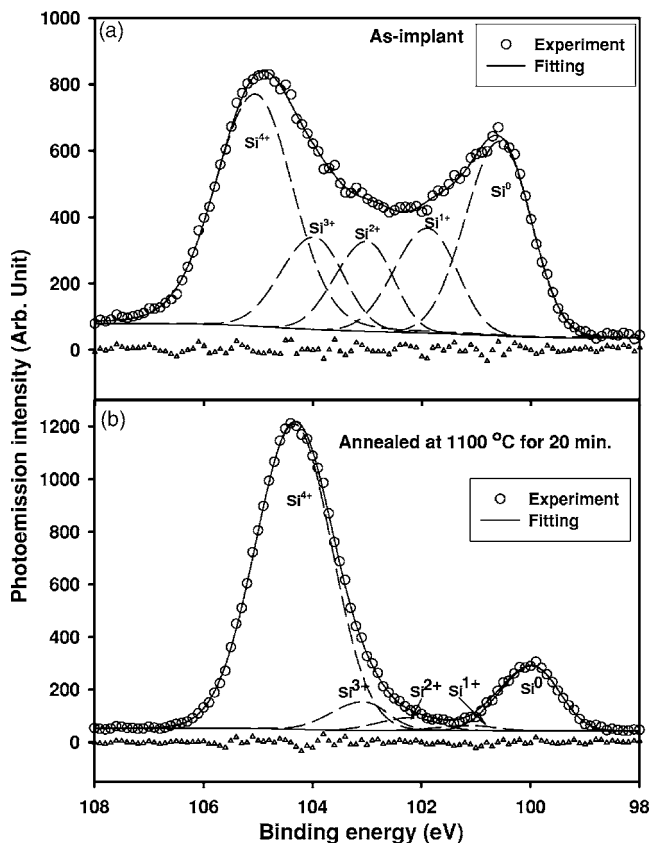 Photoemission intensity (Arb. Unit)
(a)
As-implant
Experiment
Fitting
1000
800
600
400
200
0
Si4+
Si3+
Si2+
Si1+
Si0
(b)
Annealed at 1100 °C for 20 min.
Experiment
Fitting
1200
1000
800
600
400
200
0
Si4+
Si3+
Si2+
Si1+
Si0
108 106 104 102 100 98
Binding energy (eV)